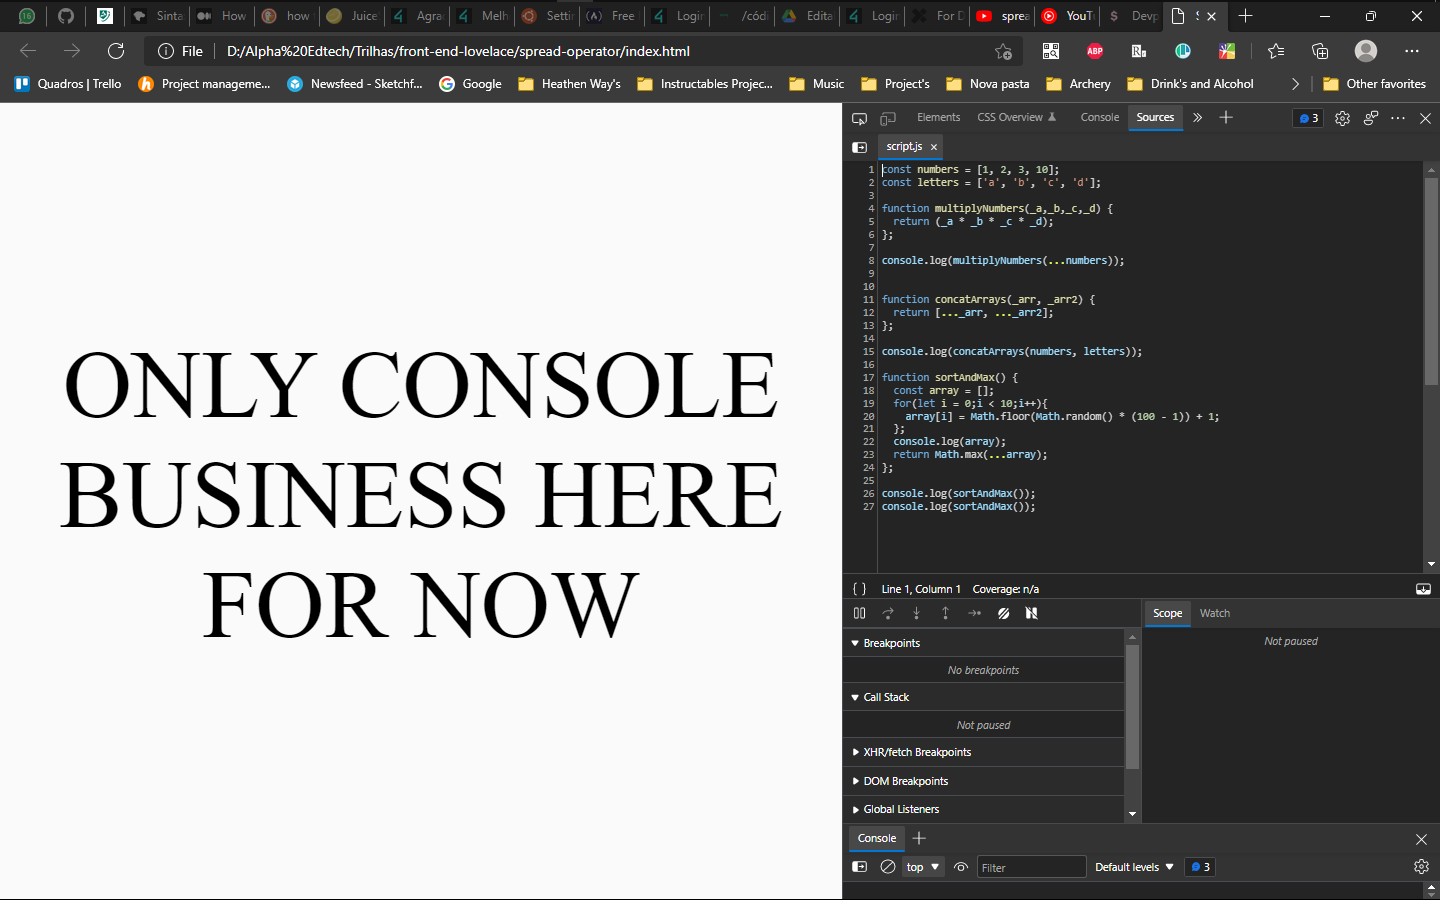 16
Sinta
How
how
Juice
Agra
Melh
Settin
Free
Login
/códi
Edita
Login
For D
sprea
YouTu
$
Devp
File
D:/Alpha%20Edtech/Trilhas/front-end-lovelace/spread-operator/index.html
ABP
Quadros | Trello
Project manageme...
Newsfeed - Sketchf...
Google
Heathen Way's
Instructables Projec...
Music
Project's
Nova pasta
Archery
Drink's and Alcohol
Other favorites
ONLY CONSOLE
BUSINESS HERE
FOR NOW
Elements
CSS Overview
Console
Sources
3
script.js
1 const numbers = [1, 2, 3, 10];
2 const letters = ['a', 'b', 'c', 'd'];
3
4 function multiplyNumbers(_a,_b,_c,_d) {
5   return (_a * _b * _c * _d);
6 };
7
8 console.log(multiplyNumbers(...numbers));
9
10
11 function concatArrays(_arr, _arr2) {
12   return [..._arr, ..._arr2];
13 };
14
15 console.log(concatArrays(numbers, letters));
16
17 function sortAndMax() {
18   const array = [];
19   for(let i = 0;i < 10;i++){
20     array[i] = Math.floor(Math.random() * (100 - 1)) + 1;
21   };
22   console.log(array);
23   return Math.max(...array);
24 };
25
26 console.log(sortAndMax());
27 console.log(sortAndMax());
{ }
Line 1, Column 1
Coverage: n/a
Scope
Watch
Breakpoints
No breakpoints
Not paused
Call Stack
Not paused
XHR/fetch Breakpoints
DOM Breakpoints
Global Listeners
Console
top
Filter
Default levels
3